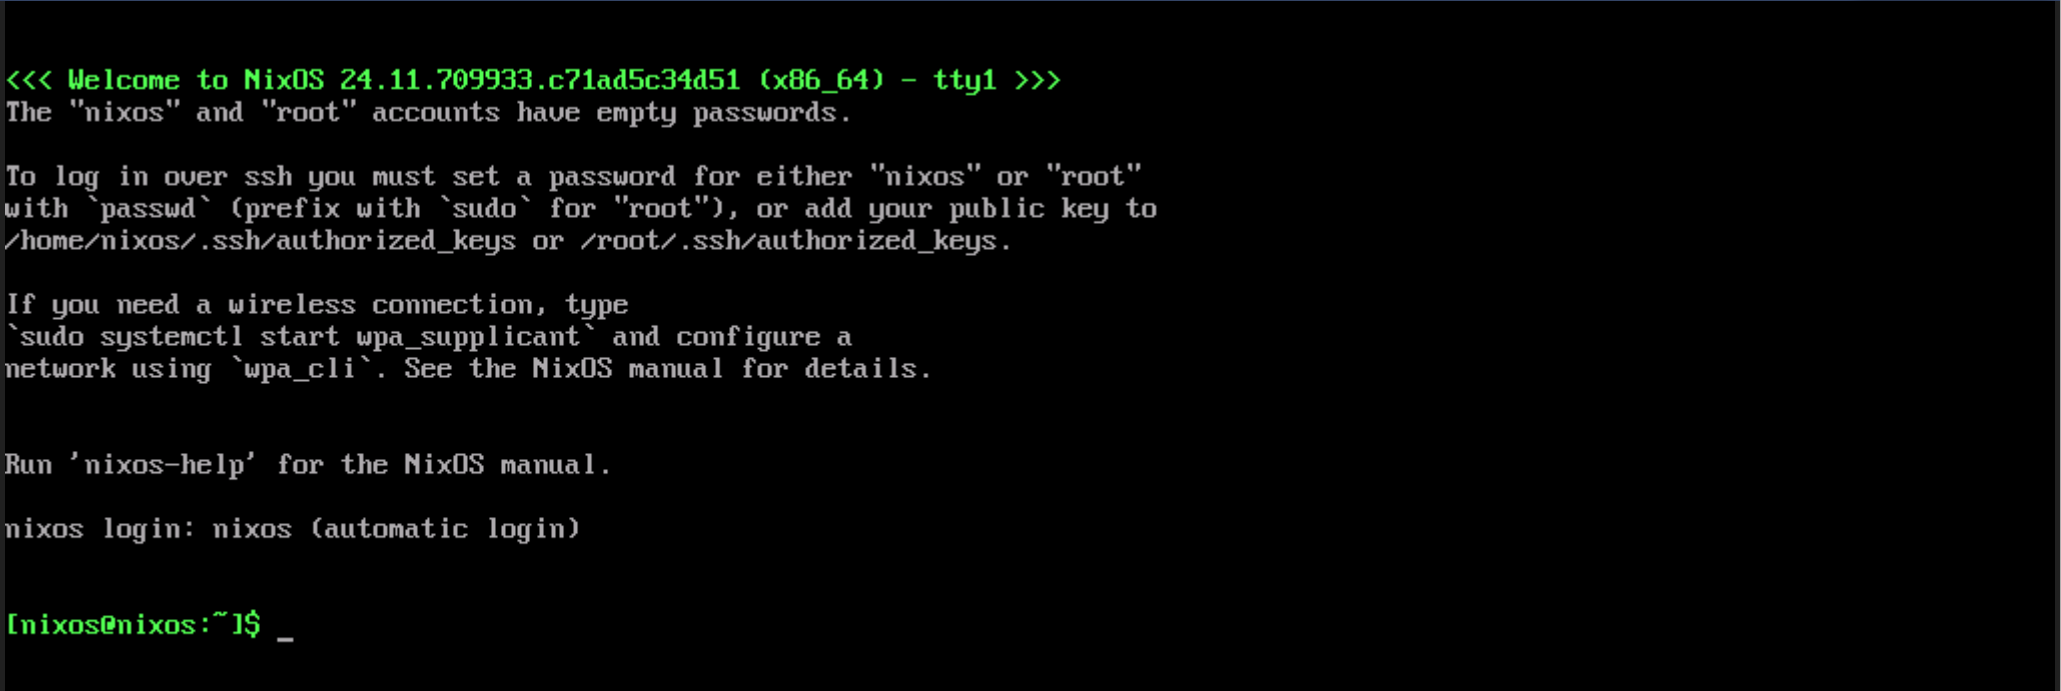 <<< Welcome to NixOS 24.11.709933.c71ad5c34d51 (x86_64) - tty1 >>>
The "nixos" and "root" accounts have empty passwords.
To log in over ssh you must set a password for either "nixos" or "root"
with `passwd` (prefix with `sudo` for "root"), or add your public key to
/home/nixos/.ssh/authorized_keys or /root/.ssh/authorized_keys.
If you need a wireless connection, type
`sudo systemctl start wpa_supplicant` and configure a
network using `wpa_cli`. See the NixOS manual for details.
Run 'nixos-help' for the NixOS manual.
nixos login: nixos (automatic login)
[nixos@nixos:~]$ _